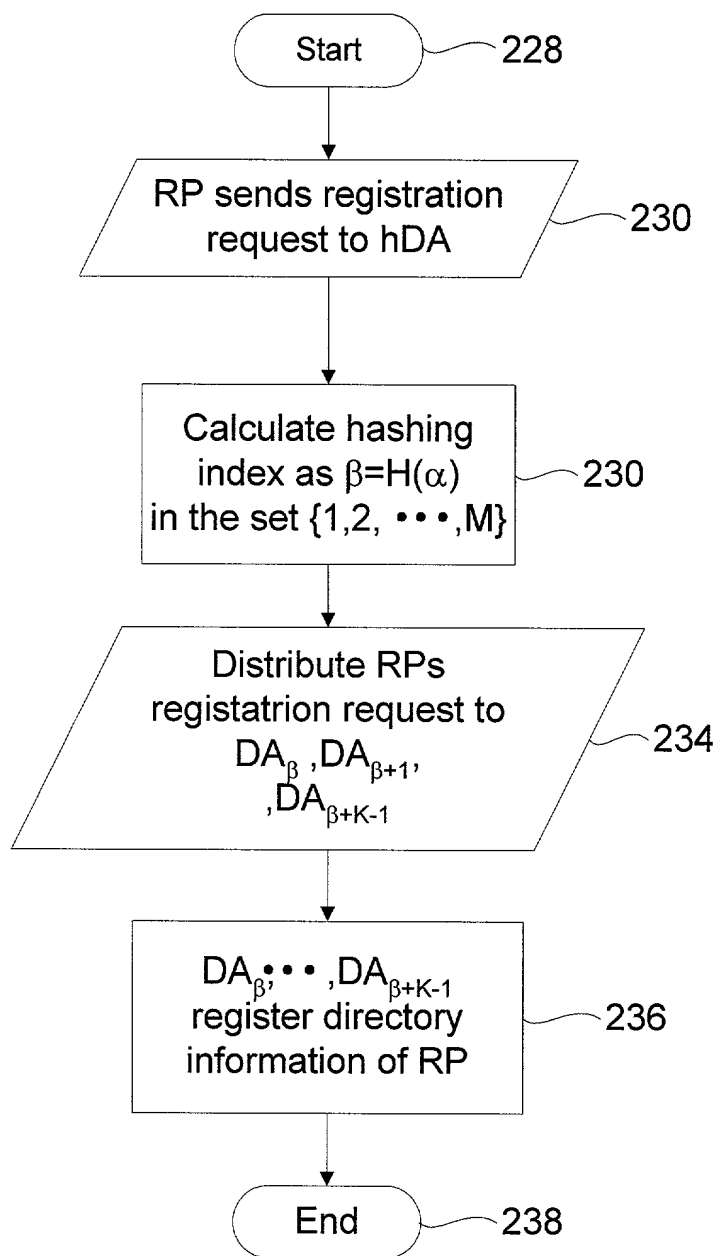 Start
228
RP sends registration
request to hDA
230
Calculate hashing
index as β=H(α)
in the set {1,2, •••,M}
230
Distribute RPs
registatrion request to
DAβ ,DAβ+1,
,DAβ+K-1
234
DAβ,••• ,DAβ+K-1
register directory
information of RP
236
End
238